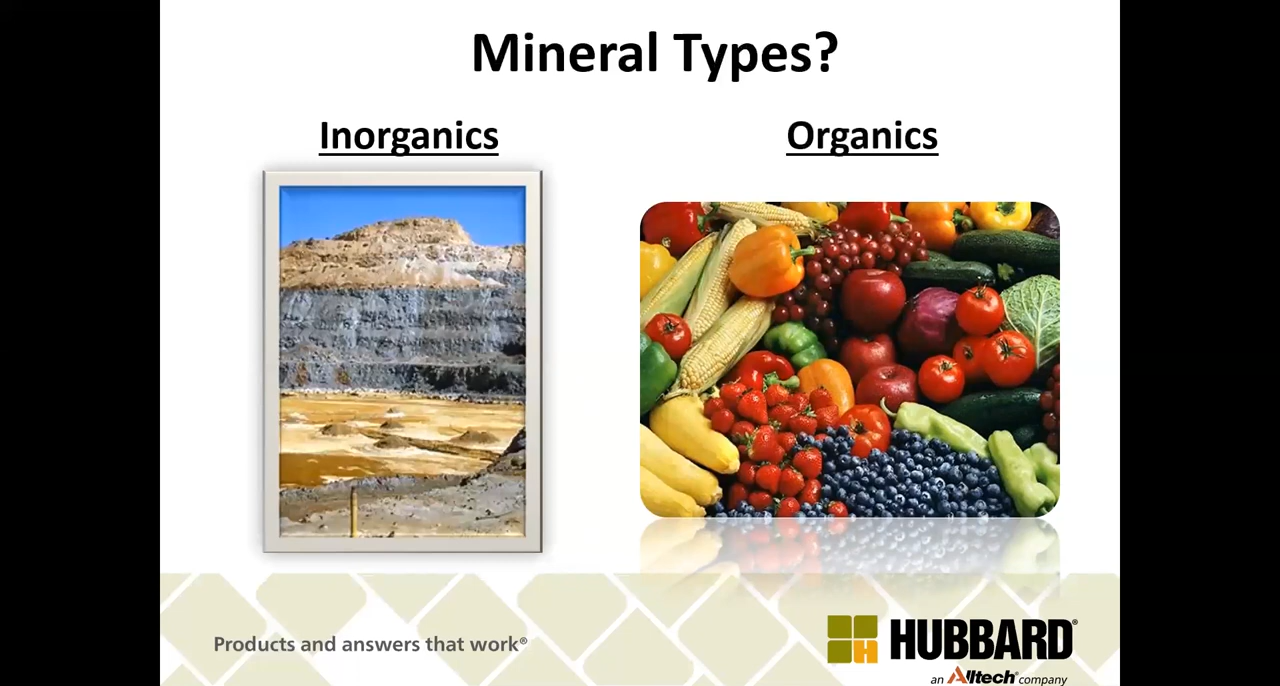 Mineral Types?
Inorganics
Organics
Products and answers that work®
HUBBARD®
an Alltech® company